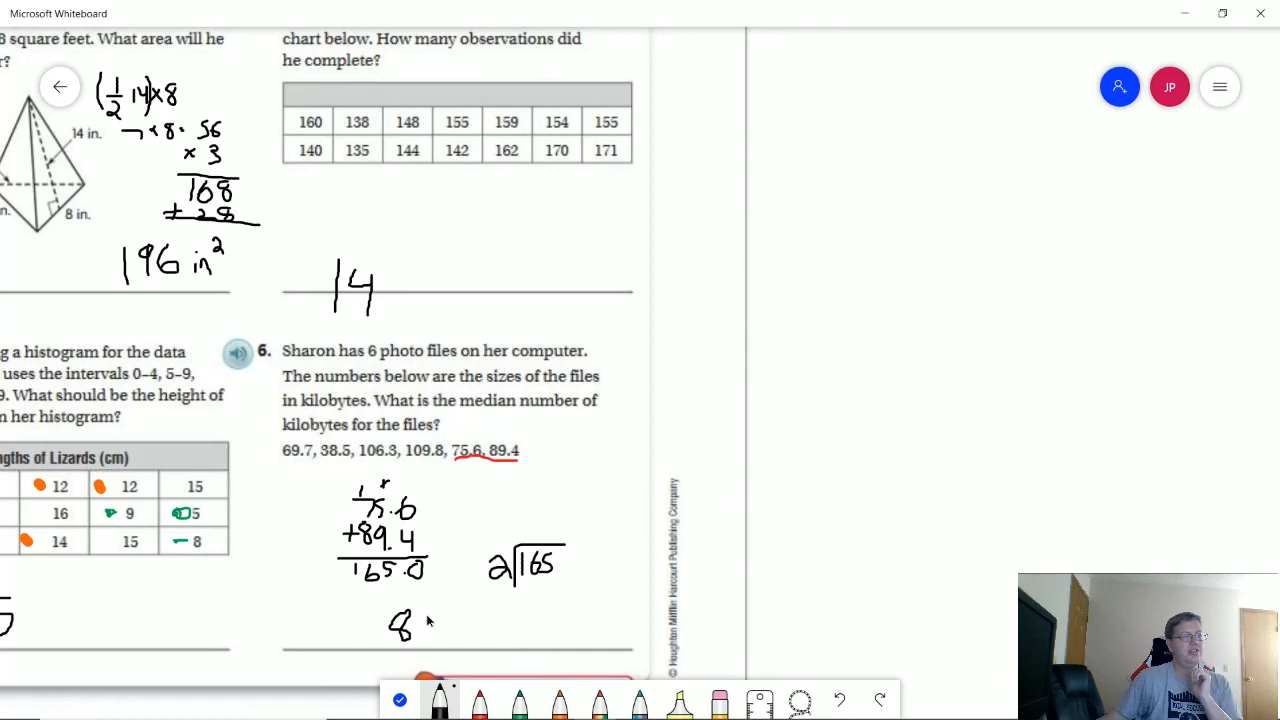 Microsoft Whiteboard
8 square feet. What area will he
r?
(1/2 14)×8
7×8= 56
× 3
168
+ 28
196 in²
14 in.
8 in.
n.
chart below. How many observations did
he complete?
160 138 148 155 159 154 155
140 135 144 142 162 170 171
14
g a histogram for the data
uses the intervals 0–4, 5–9,
9. What should be the height of
n her histogram?
ngths of Lizards (cm)
12 12 15
16 9 5
14 15 8
6. Sharon has 6 photo files on her computer.
The numbers below are the sizes of the files
in kilobytes. What is the median number of
kilobytes for the files?
69.7, 38.5, 106.3, 109.8, 75.6, 89.4
1
75.6
+89.4
165.0
2)165
8
© Houghton Mifflin Harcourt Publishing Company
JP